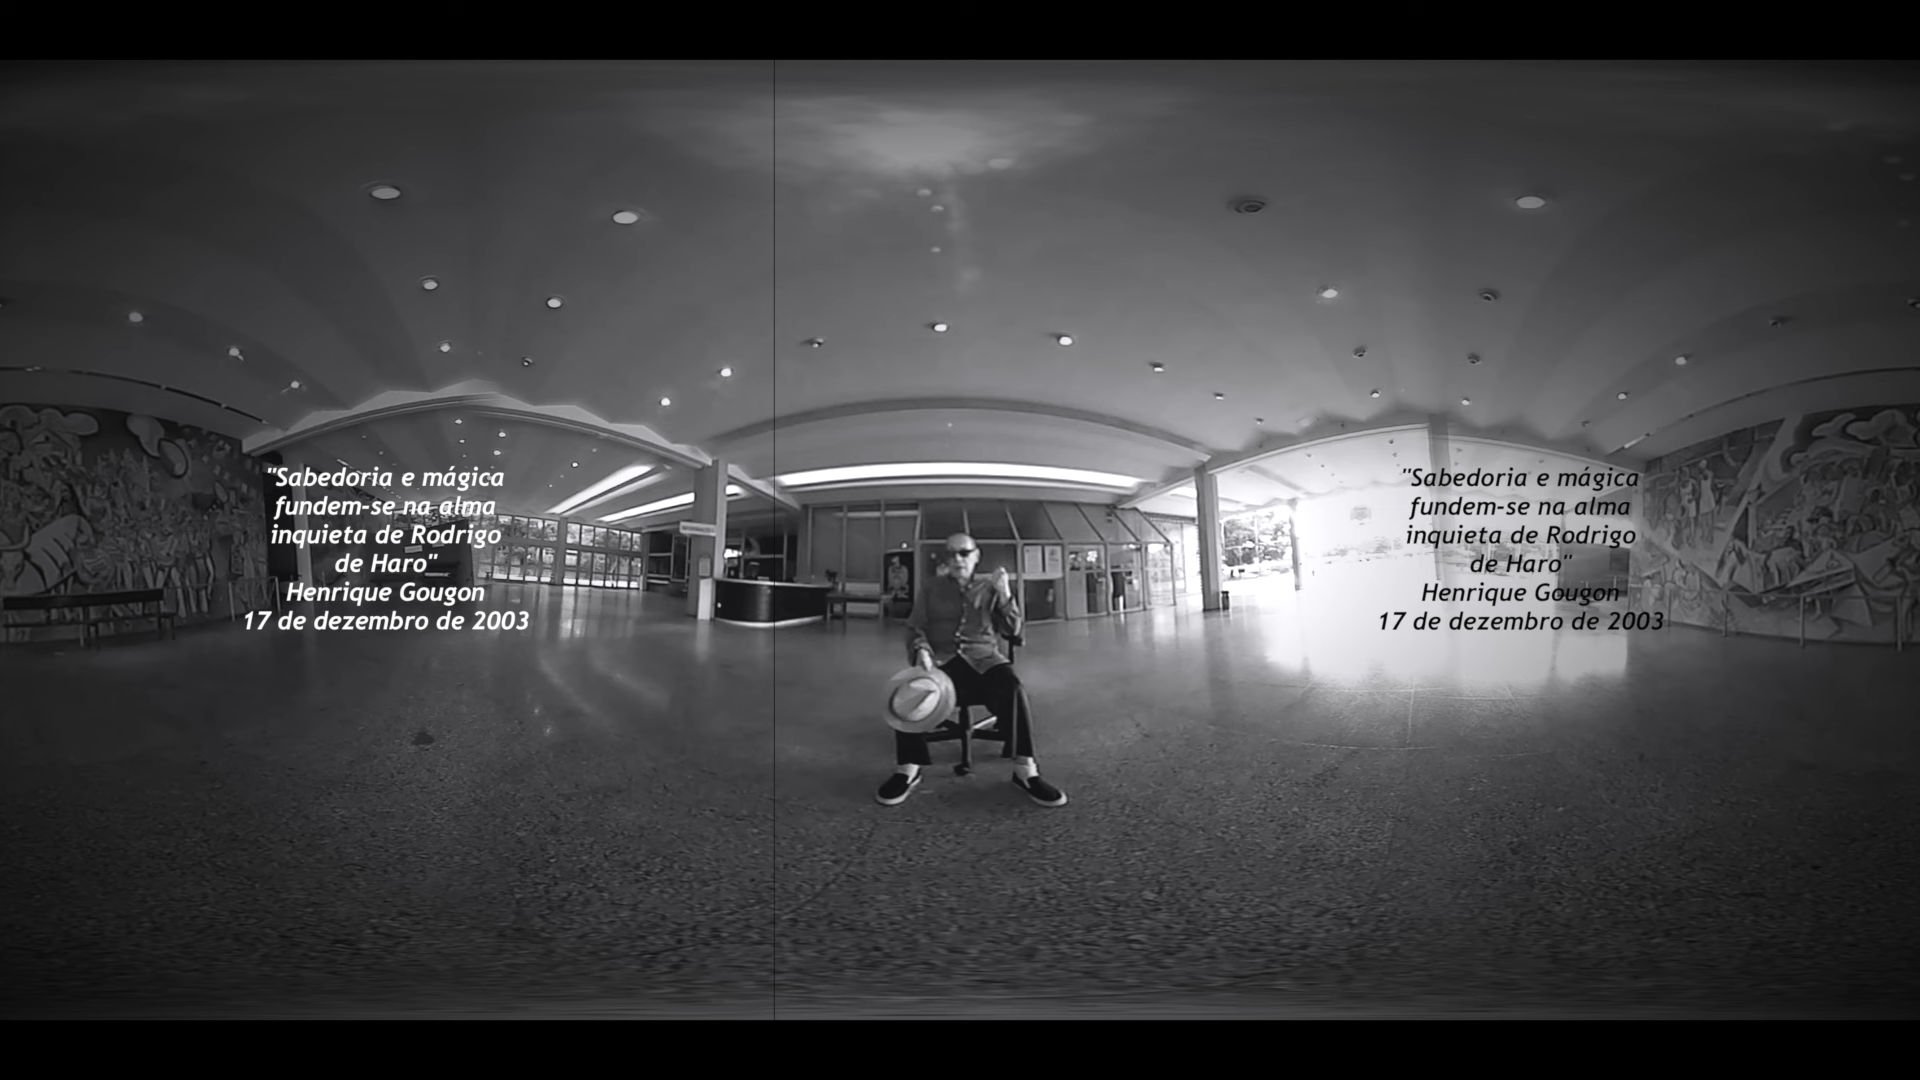 "Sabedoria e mágica
fundem-se na alma
inquieta de Rodrigo
de Haro"
Henrique Gougon
17 de dezembro de 2003
"Sabedoria e mágica
fundem-se na alma
inquieta de Rodrigo
de Haro"
Henrique Gougon
17 de dezembro de 2003